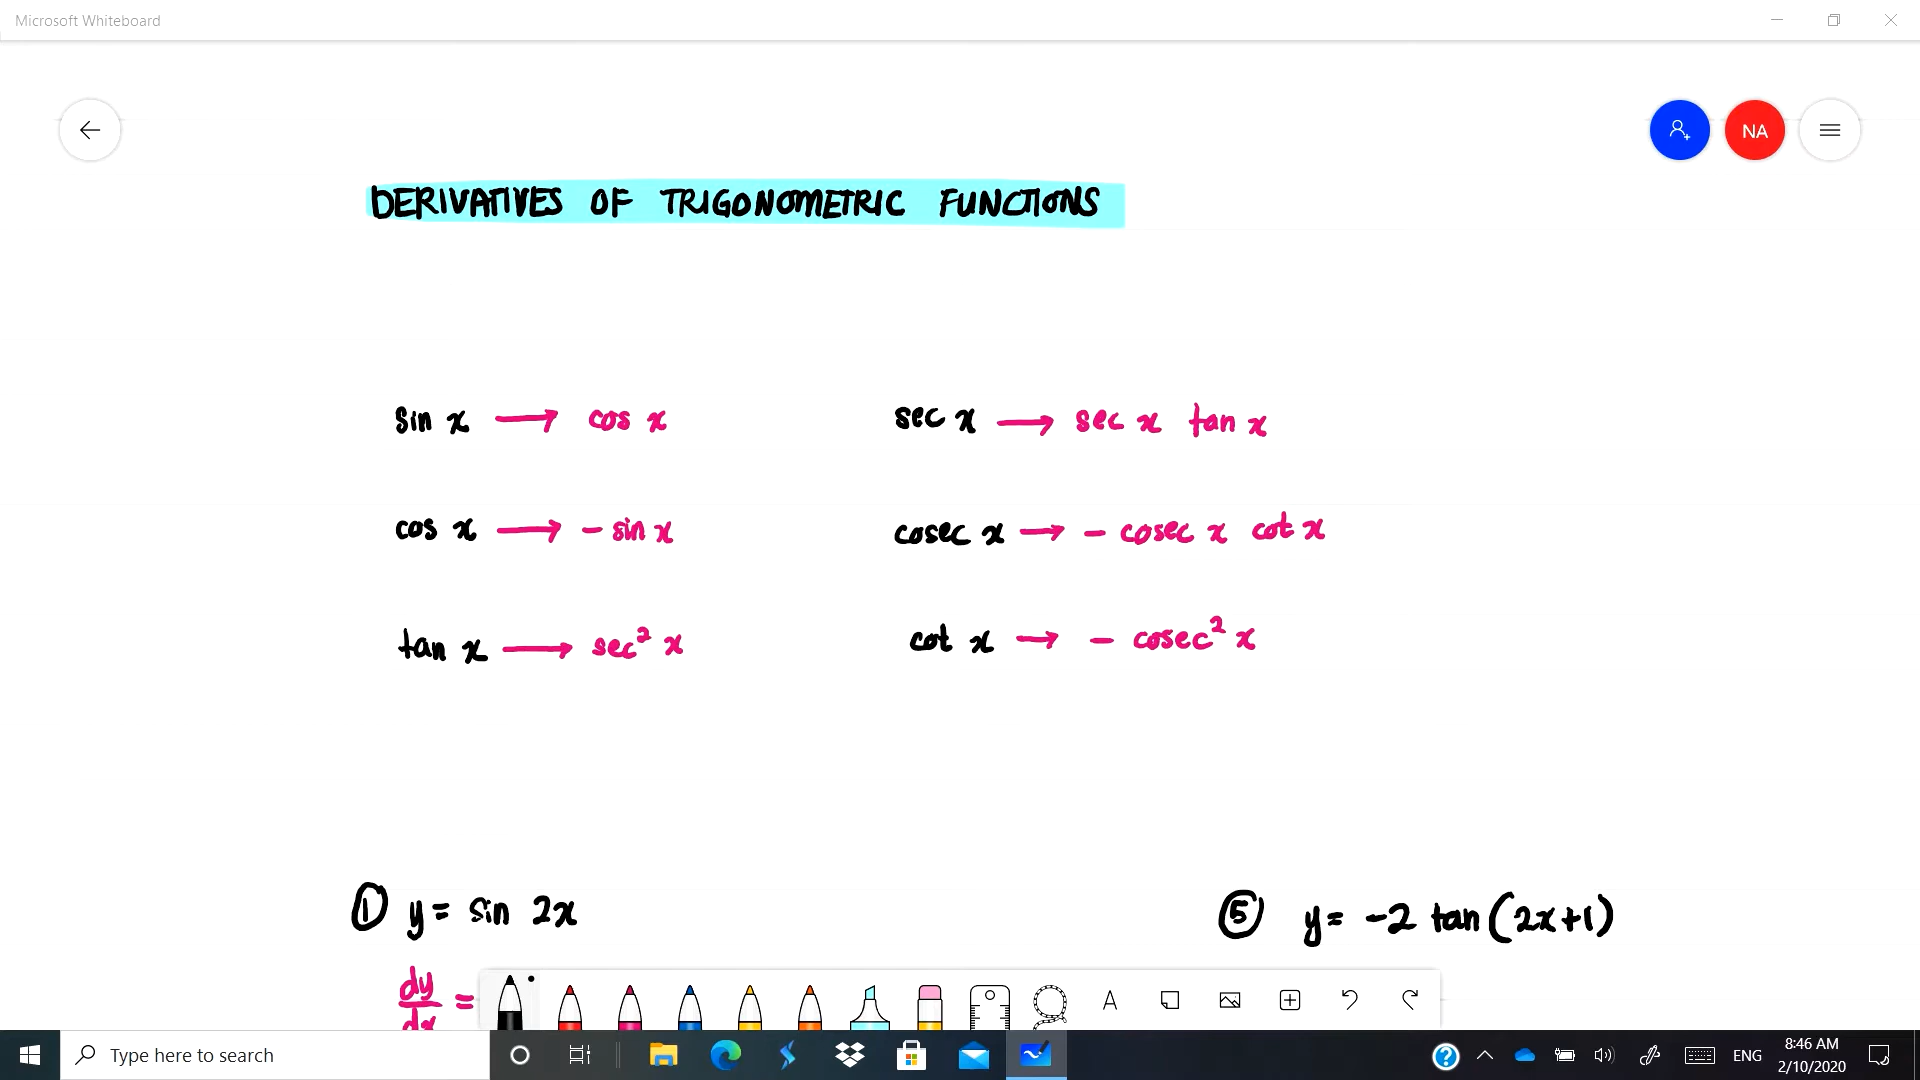 Microsoft Whiteboard
NA
DERIVATIVES OF TRIGONOMETRIC FUNCTIONS
sin x → cos x
sec x → sec x tan x
cos x → - sin x
cosec x → - cosec x cot x
tan x → sec² x
cot x → - cosec² x
① y = sin 2x
⑤ y = -2 tan (2x+1)
dy/dx =
A
Type here to search
ENG
8:46 AM
2/10/2020